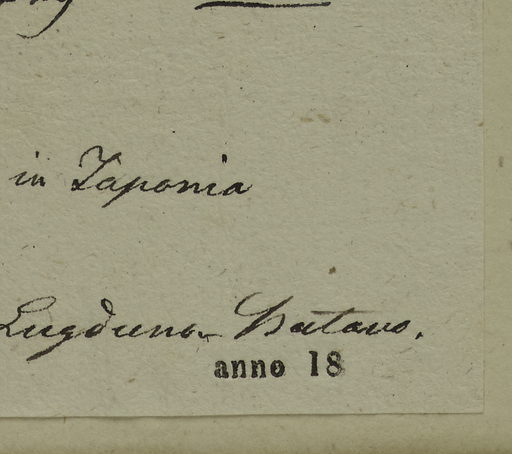 in Japonia
Lugduno-Batavo.
anno 18